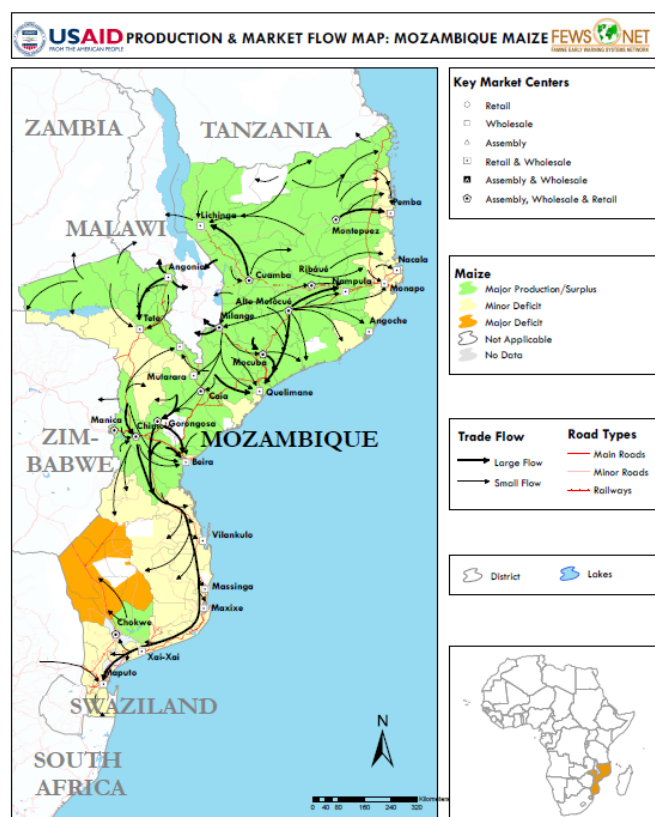 USAID
FROM THE AMERICAN PEOPLE
PRODUCTION & MARKET FLOW MAP: MOZAMBIQUE MAIZE
FEWS NET
FAMINE EARLY WARNING SYSTEMS NETWORK
ZAMBIA
TANZANIA
MALAWI
Lichinga
Pemba
Montepuez
Angonia
Cuamba
Ribáuè
Nacala
Nampula
Monapo
Alto Molócuè
Tete
Milange
Angoche
Mocuba
Mutarara
Caia
Quelimane
Manica
Gorongosa
Chimoio
ZIM-
BABWE
MOZAMBIQUE
Beira
Vilankulo
Massinga
Maxixe
Chokwe
Xai-Xai
Maputo
SWAZILAND
SOUTH
AFRICA
N
Kilometers
0 40 80 160 240 320
Key Market Centers
Retail
Wholesale
Assembly
Retail & Wholesale
Assembly & Wholesale
Assembly, Wholesale & Retail
Maize
Major Production/Surplus
Minor Deficit
Major Deficit
Not Applicable
No Data
Trade Flow
Large Flow
Small Flow
Road Types
Main Roads
Minor Roads
Railways
District
Lakes